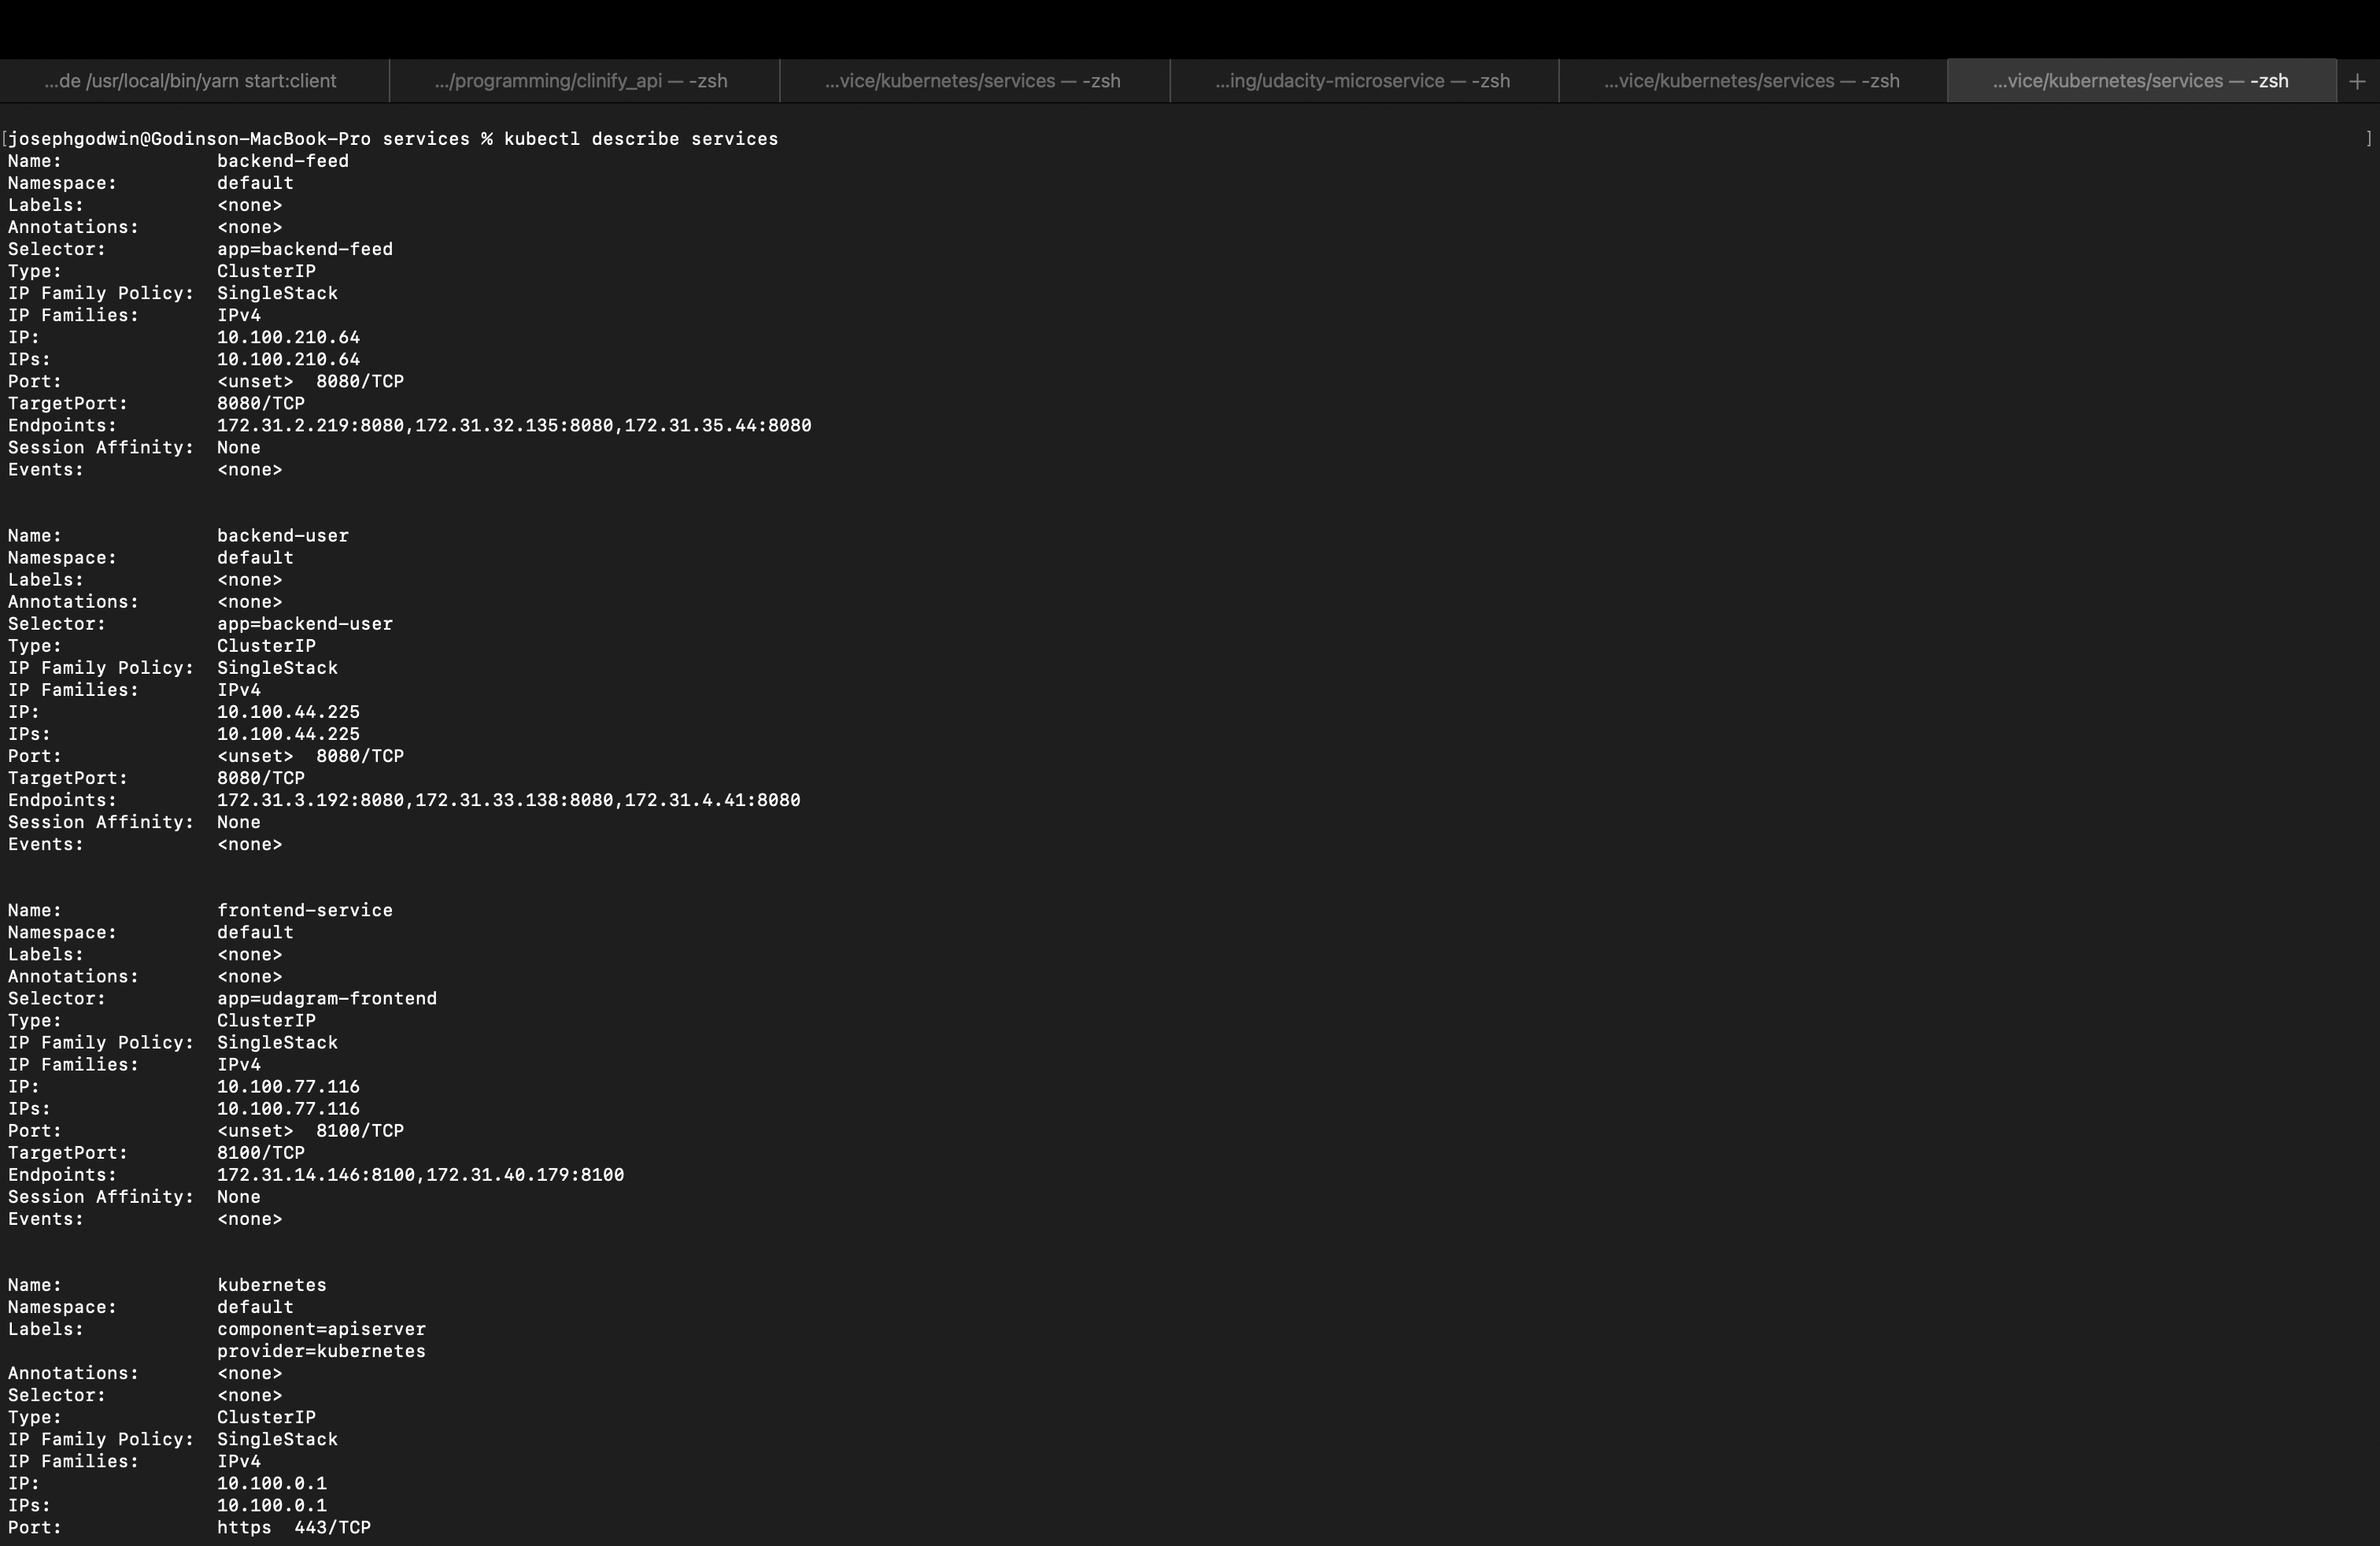 ...de /usr/local/bin/yarn start:client
.../programming/clinify_api — -zsh
...vice/kubernetes/services — -zsh
...ing/udacity-microservice — -zsh
...vice/kubernetes/services — -zsh
...vice/kubernetes/services — -zsh
+
[josephgodwin@Godinson-MacBook-Pro services % kubectl describe services ]
Name: backend-feed
Namespace: default
Labels: <none>
Annotations: <none>
Selector: app=backend-feed
Type: ClusterIP
IP Family Policy: SingleStack
IP Families: IPv4
IP: 10.100.210.64
IPs: 10.100.210.64
Port: <unset> 8080/TCP
TargetPort: 8080/TCP
Endpoints: 172.31.2.219:8080,172.31.32.135:8080,172.31.35.44:8080
Session Affinity: None
Events: <none>
Name: backend-user
Namespace: default
Labels: <none>
Annotations: <none>
Selector: app=backend-user
Type: ClusterIP
IP Family Policy: SingleStack
IP Families: IPv4
IP: 10.100.44.225
IPs: 10.100.44.225
Port: <unset> 8080/TCP
TargetPort: 8080/TCP
Endpoints: 172.31.3.192:8080,172.31.33.138:8080,172.31.4.41:8080
Session Affinity: None
Events: <none>
Name: frontend-service
Namespace: default
Labels: <none>
Annotations: <none>
Selector: app=udagram-frontend
Type: ClusterIP
IP Family Policy: SingleStack
IP Families: IPv4
IP: 10.100.77.116
IPs: 10.100.77.116
Port: <unset> 8100/TCP
TargetPort: 8100/TCP
Endpoints: 172.31.14.146:8100,172.31.40.179:8100
Session Affinity: None
Events: <none>
Name: kubernetes
Namespace: default
Labels: component=apiserver
provider=kubernetes
Annotations: <none>
Selector: <none>
Type: ClusterIP
IP Family Policy: SingleStack
IP Families: IPv4
IP: 10.100.0.1
IPs: 10.100.0.1
Port: https 443/TCP